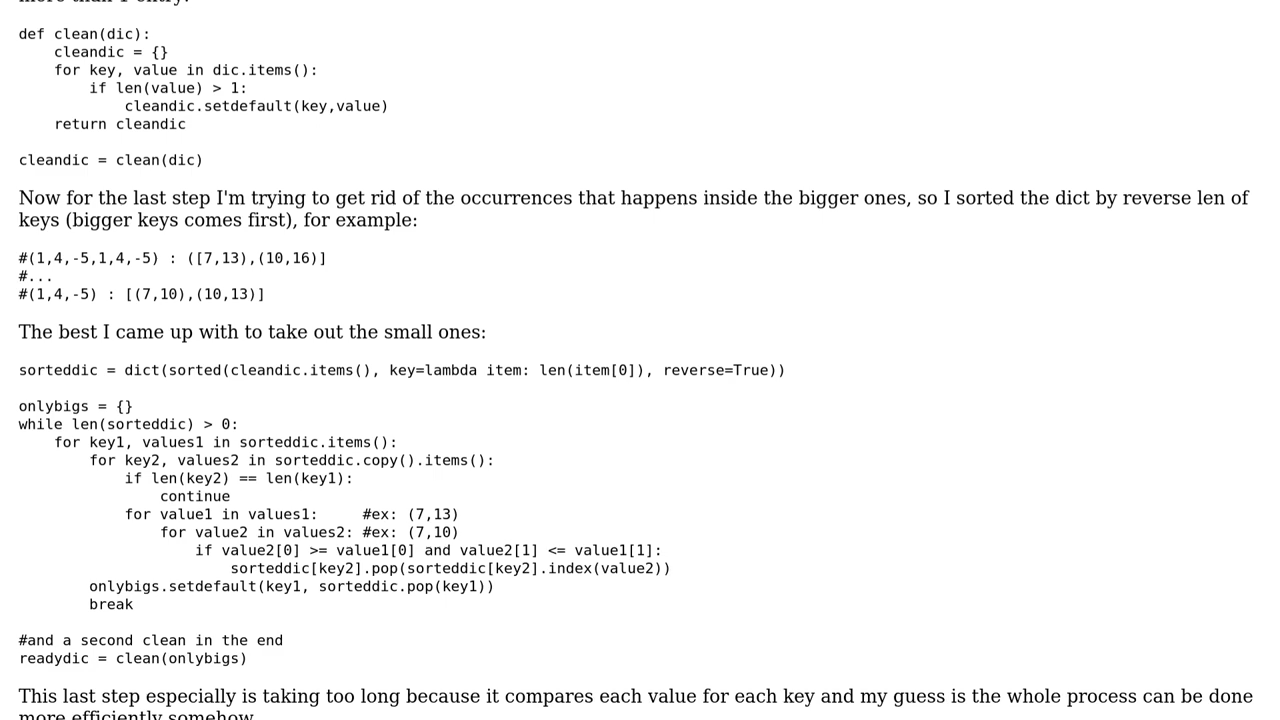 more than 1 entry.
def clean(dic):
    cleandic = {}
    for key, value in dic.items():
        if len(value) > 1:
            cleandic.setdefault(key,value)
    return cleandic
cleandic = clean(dic)
Now for the last step I'm trying to get rid of the occurrences that happens inside the bigger ones, so I sorted the dict by reverse len of
keys (bigger keys comes first), for example:
#(1,4,-5,1,4,-5) : ([7,13),(10,16)]
#...
#(1,4,-5) : [(7,10),(10,13)]
The best I came up with to take out the small ones:
sorteddic = dict(sorted(cleandic.items(), key=lambda item: len(item[0]), reverse=True))
onlybigs = {}
while len(sorteddic) > 0:
    for key1, values1 in sorteddic.items():
        for key2, values2 in sorteddic.copy().items():
            if len(key2) == len(key1):
                continue
            for value1 in values1:     #ex: (7,13)
                for value2 in values2: #ex: (7,10)
                    if value2[0] >= value1[0] and value2[1] <= value1[1]:
                        sorteddic[key2].pop(sorteddic[key2].index(value2))
        onlybigs.setdefault(key1, sorteddic.pop(key1))
        break
#and a second clean in the end
readydic = clean(onlybigs)
This last step especially is taking too long because it compares each value for each key and my guess is the whole process can be done
more efficiently somehow.